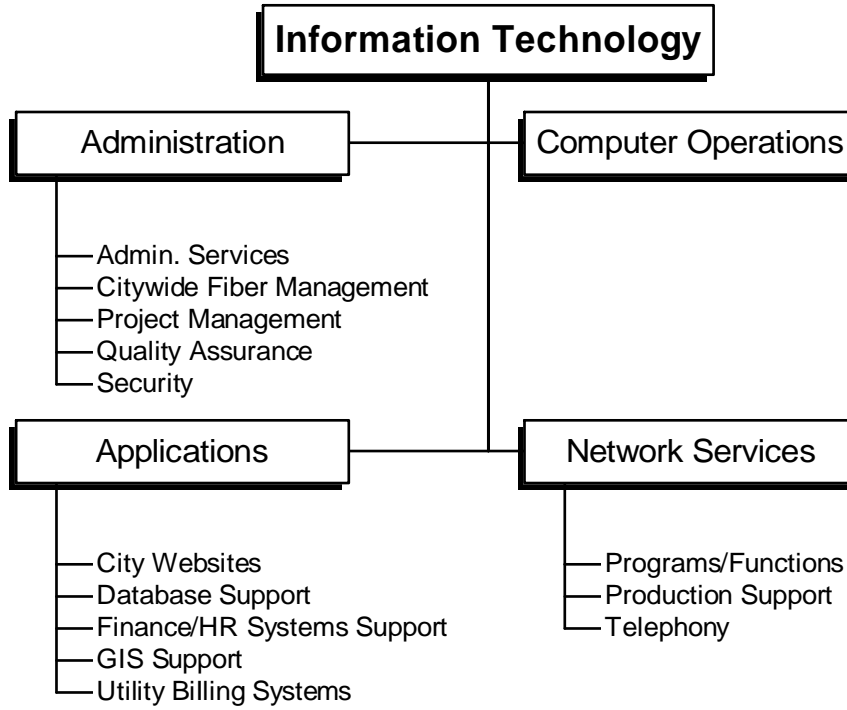 Information Technology
Administration
Computer Operations
Admin. Services
Citywide Fiber Management
Project Management
Quality Assurance
Security
Applications
Network Services
City Websites
Database Support
Finance/HR Systems Support
GIS Support
Utility Billing Systems
Programs/Functions
Production Support
Telephony